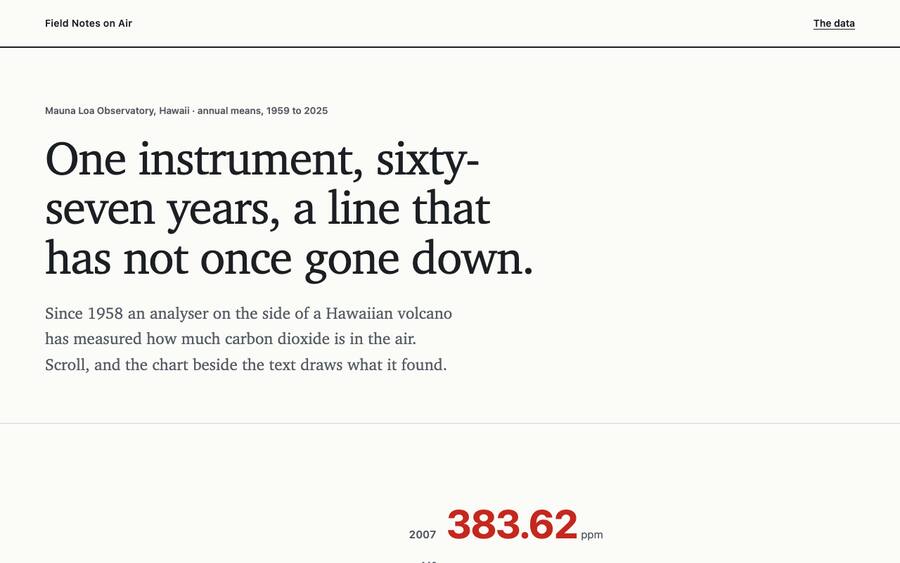 Field Notes on Air
The data
Mauna Loa Observatory, Hawaii · annual means, 1959 to 2025
One instrument, sixty-
seven years, a line that
has not once gone down.
Since 1958 an analyser on the side of a Hawaiian volcano
has measured how much carbon dioxide is in the air.
Scroll, and the chart beside the text draws what it found.
2007 383.62 ppm